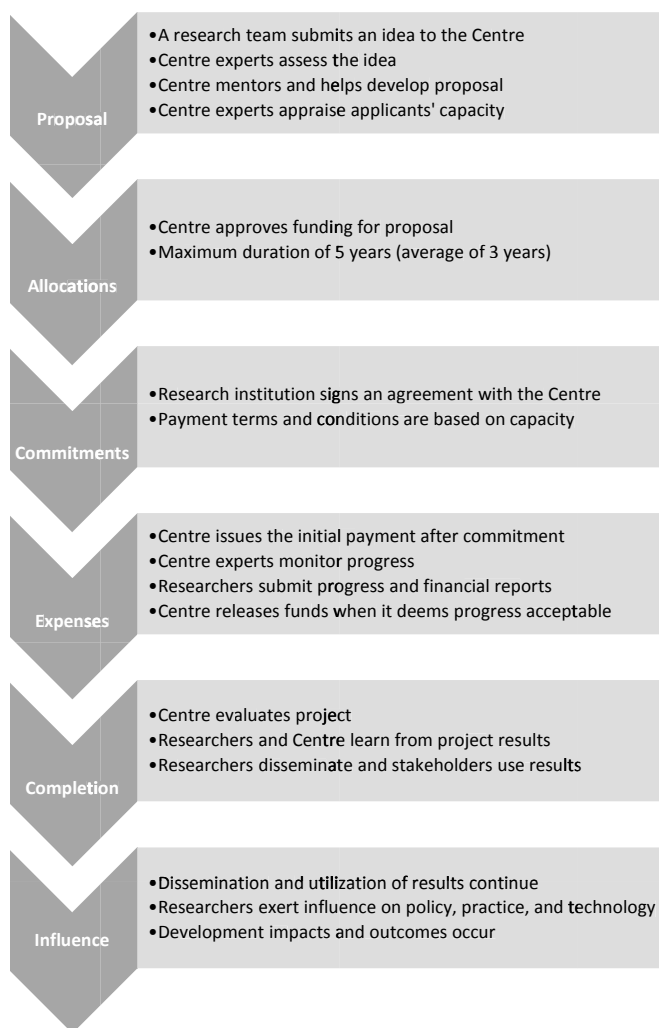 Proposal
•A research team submits an idea to the Centre
•Centre experts assess the idea
•Centre mentors and helps develop proposal
•Centre experts appraise applicants' capacity
Allocations
•Centre approves funding for proposal
•Maximum duration of 5 years (average of 3 years)
Commitments
•Research institution signs an agreement with the Centre
•Payment terms and conditions are based on capacity
Expenses
•Centre issues the initial payment after commitment
•Centre experts monitor progress
•Researchers submit progress and financial reports
•Centre releases funds when it deems progress acceptable
Completion
•Centre evaluates project
•Researchers and Centre learn from project results
•Researchers disseminate and stakeholders use results
Influence
•Dissemination and utilization of results continue
•Researchers exert influence on policy, practice, and technology
•Development impacts and outcomes occur